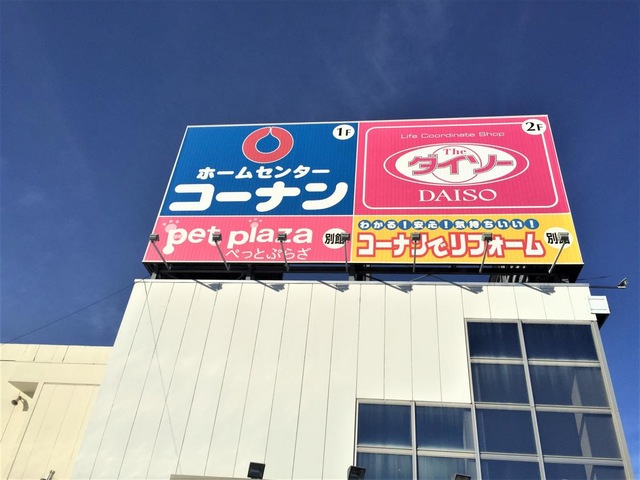 1F
ホームセンター
コーナン
2F
Life Coordinate Shop
The
ダイソー
DAISO
pet plaza
ぺっとぷらざ
別館
わかる!安心!気持ちいい!
コーナンでリフォーム
別館